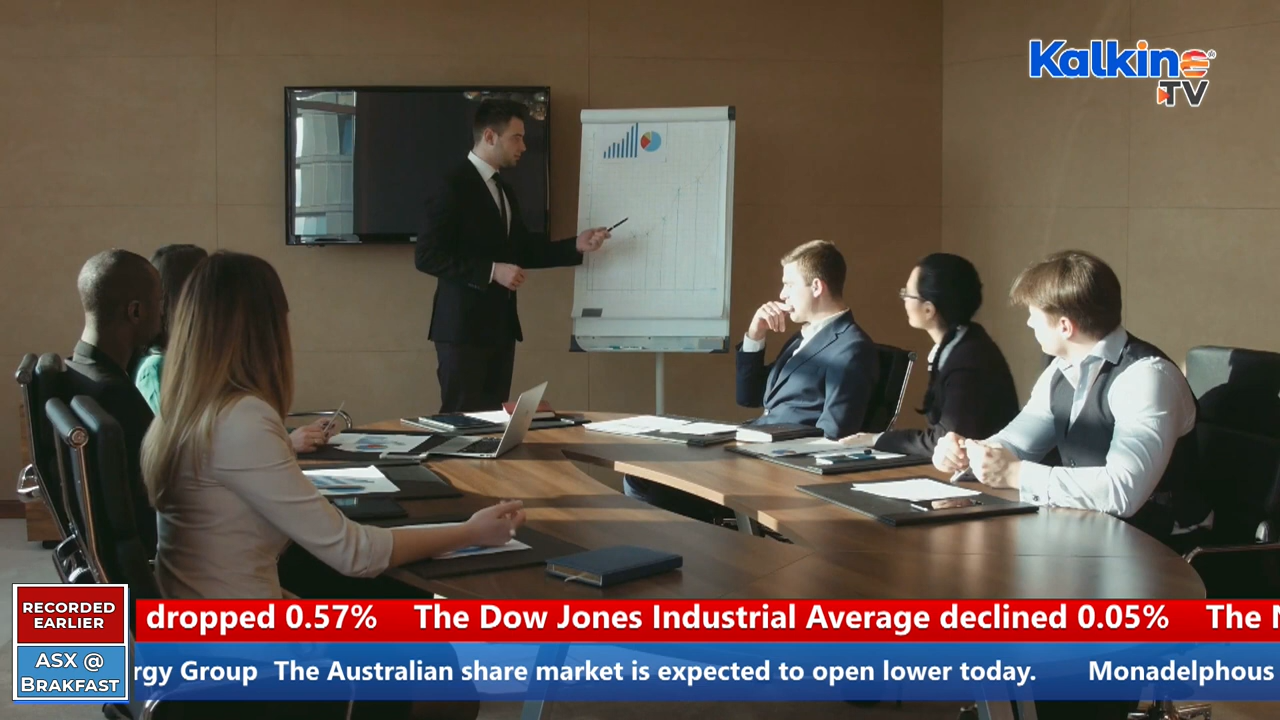 Kalkine
TV
RECORDED
EARLIER
dropped 0.57% The Dow Jones Industrial Average declined 0.05% The
ASX @
BRAKFAST
rgy Group The Australian share market is expected to open lower today. Monadelphous